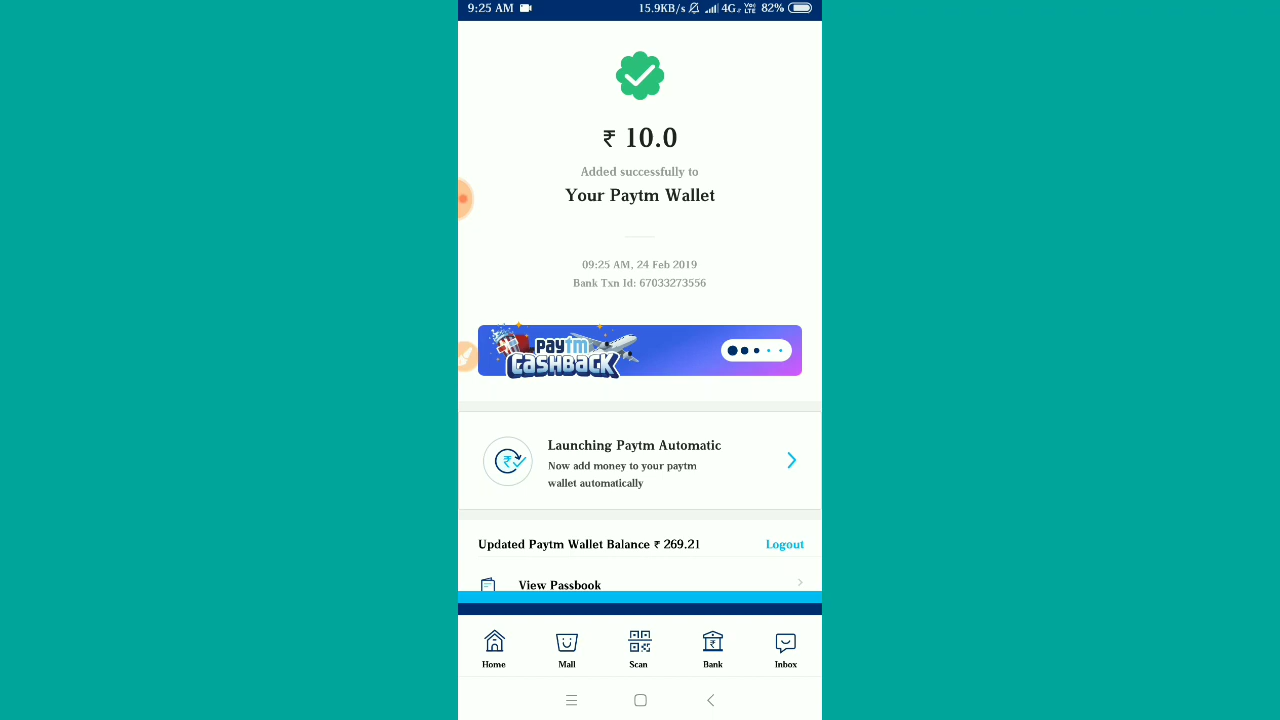 9:25 AM 15.9KB/s 4G VoLTE 82%
₹ 10.0
Added successfully to
Your Paytm Wallet
09:25 AM, 24 Feb 2019
Bank Txn Id: 67033273556
paytm
CASHBACK
Launching Paytm Automatic
Now add money to your paytm
wallet automatically
Updated Paytm Wallet Balance ₹ 269.21 Logout
View Passbook
Home Mall Scan Bank Inbox